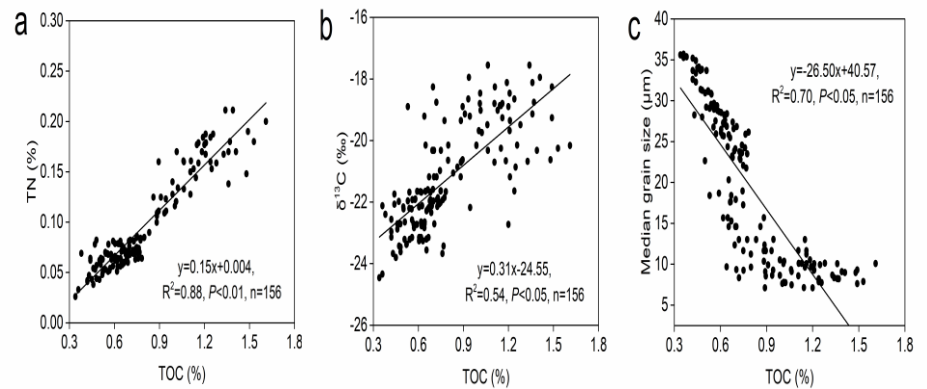 a
0.30
0.25
0.20
0.15
0.10
0.05
0.00
TN (%)
y=0.15x+0.004,
R²=0.88, P<0.01, n=156
0.3 0.6 0.9 1.2 1.5 1.8
TOC (%)
b
-16
-18
-20
-22
-24
-26
δ¹³C (‰)
y=0.31x-24.55,
R²=0.54, P<0.05, n=156
0.3 0.6 0.9 1.2 1.5 1.8
TOC (%)
c
40
35
30
25
20
15
10
5
Median grain size (μm)
y=-26.50x+40.57,
R²=0.70, P<0.05, n=156
0.3 0.6 0.9 1.2 1.5 1.8
TOC (%)